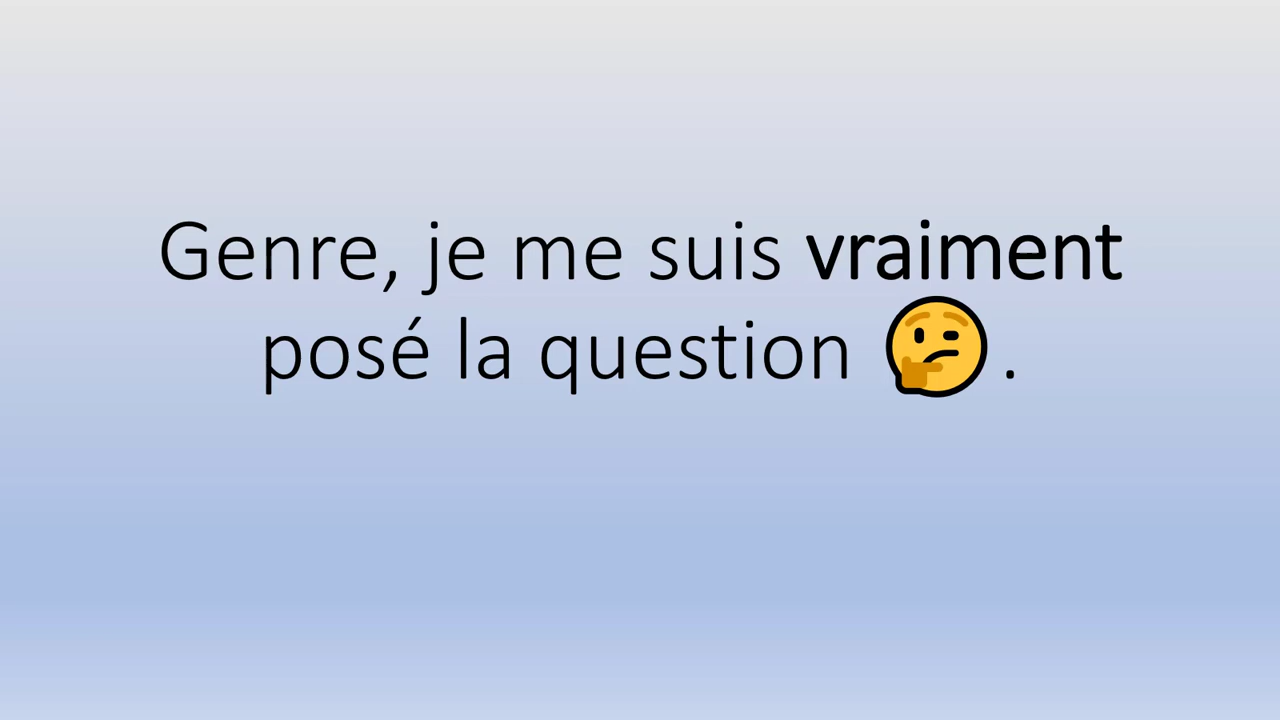 Genre, je me suis vraiment
posé la question 🤔.